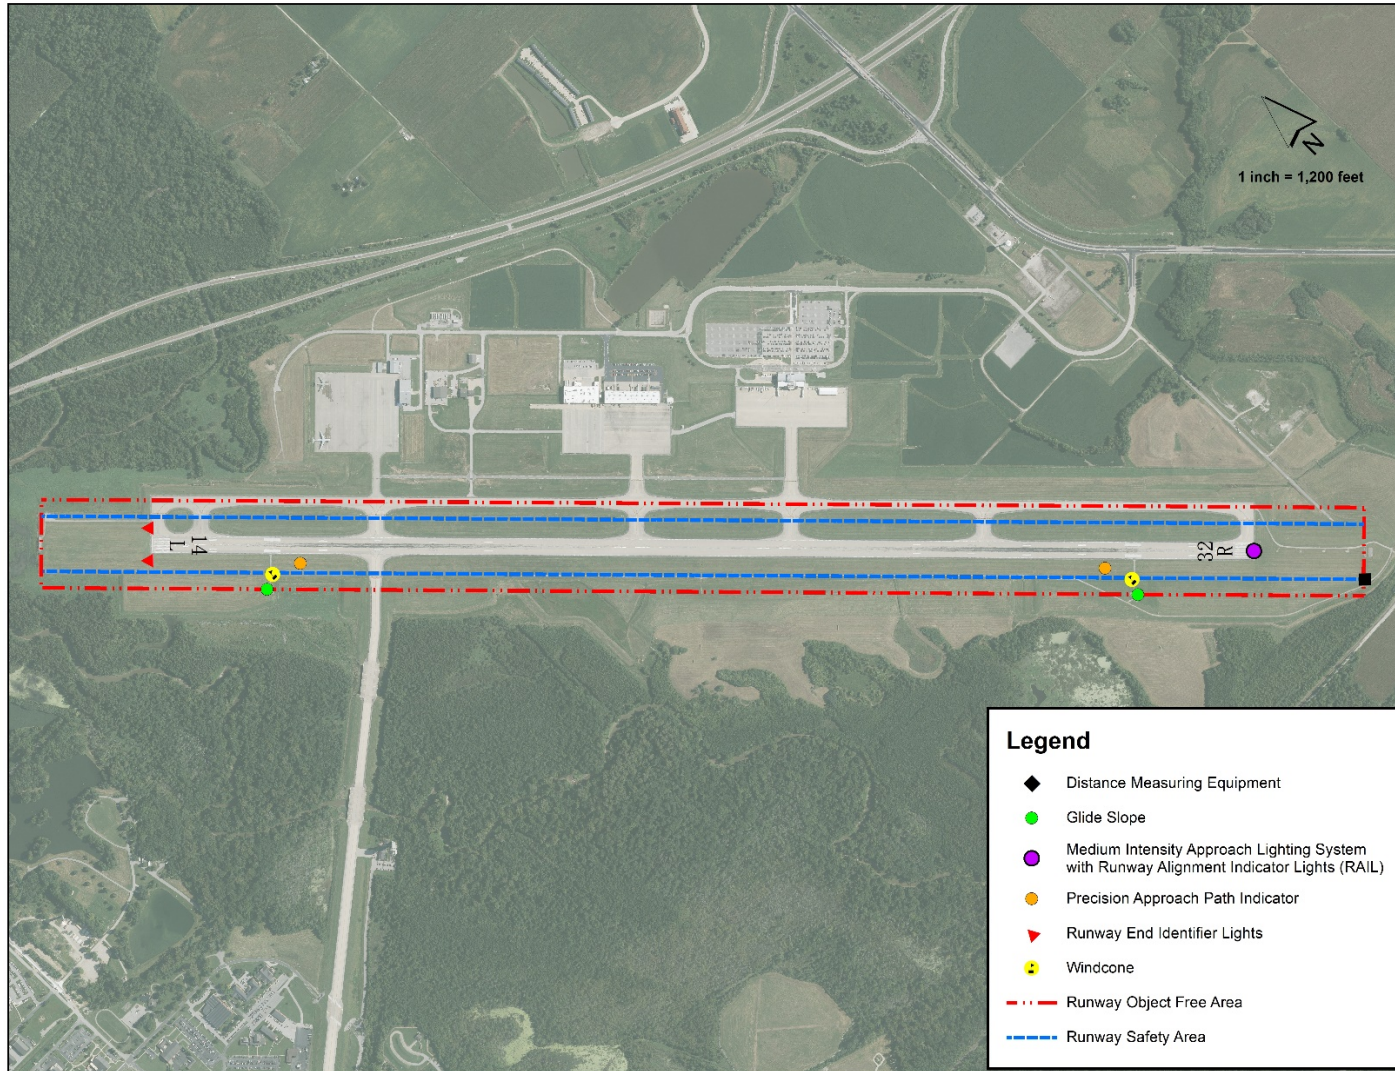 N
1 inch = 1,200 feet
14
L
32
R
Legend
Distance Measuring Equipment
Glide Slope
Medium Intensity Approach Lighting System
with Runway Alignment Indicator Lights (RAIL)
Precision Approach Path Indicator
Runway End Identifier Lights
Windcone
Runway Object Free Area
Runway Safety Area